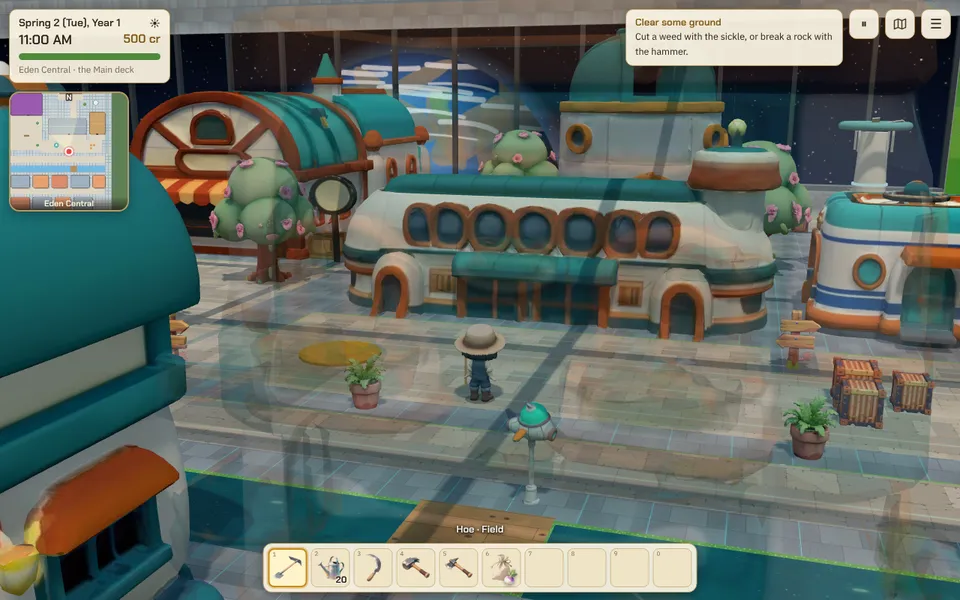 Spring 2 (Tue), Year 1
11:00 AM
500 cr
Eden Central · the Main deck
N
Eden Central
Clear some ground
Cut a weed with the sickle, or break a rock with
the hammer.
Hoe · Field
1
2
20
3
4
5
6
7
8
9
0